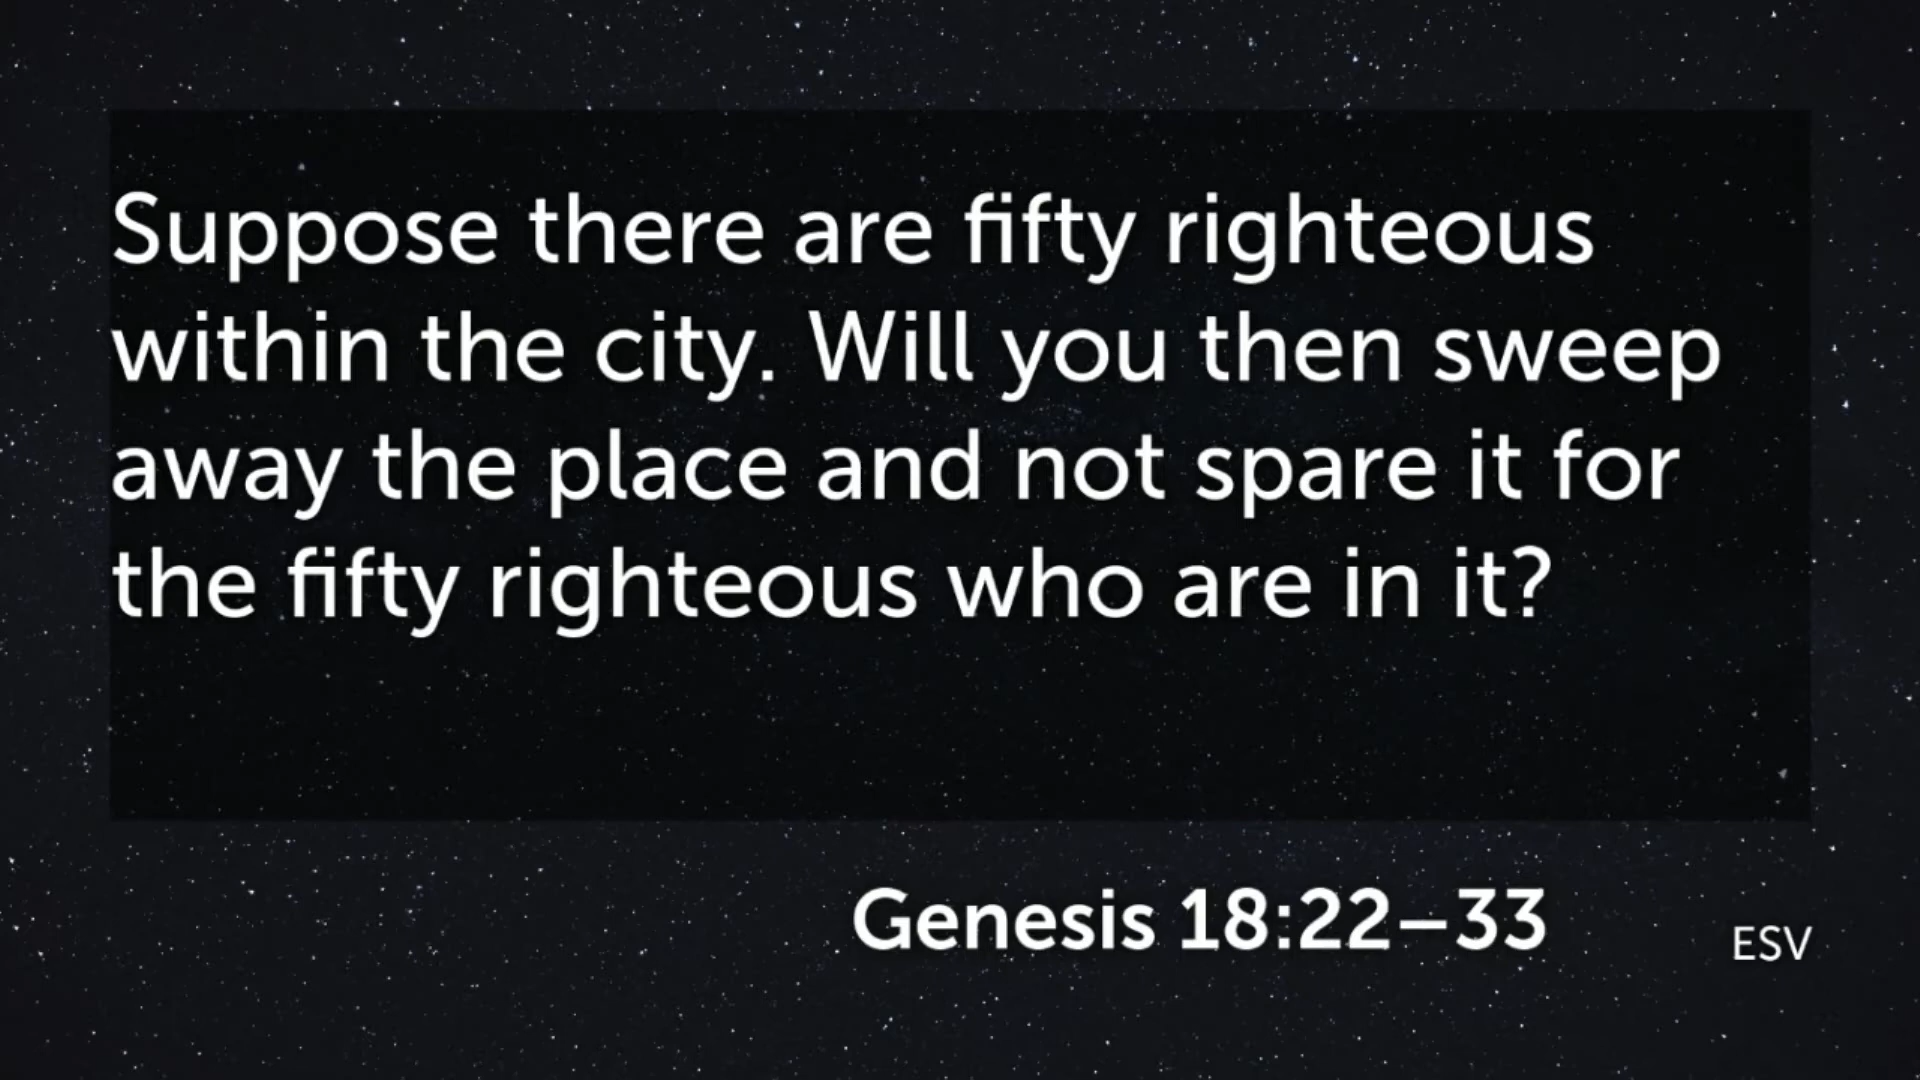 Suppose there are fifty righteous
within the city. Will you then sweep
away the place and not spare it for
the fifty righteous who are in it?
Genesis 18:22–33
ESV